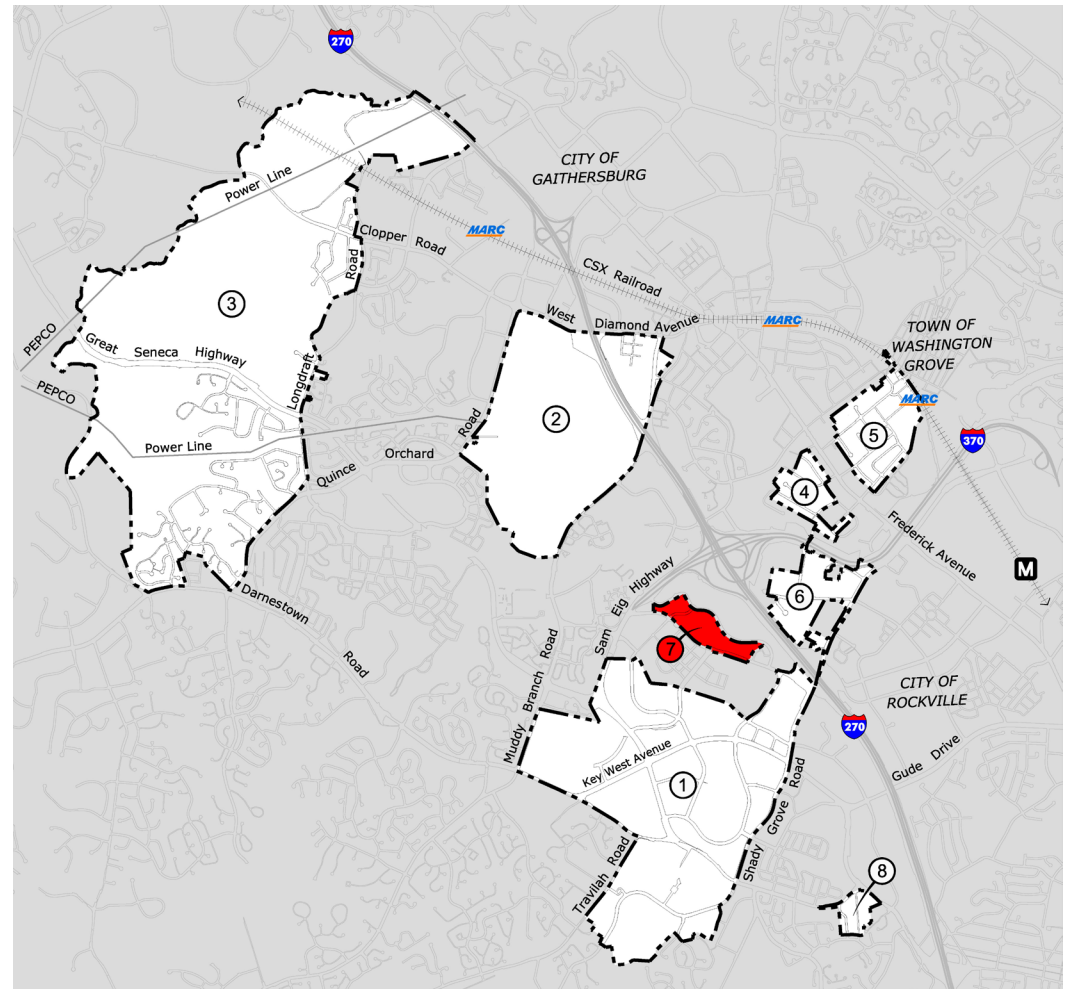 270
CITY OF
GAITHERSBURG
Power Line
Clopper Road
MARC
Road
CSX Railroad
3
West
Diamond Avenue
MARC
TOWN OF
WASHINGTON
GROVE
PEPCO
Great Seneca Highway
Longdraft
MARC
PEPCO
Road
2
5
370
Power Line
Quince Orchard
4
Frederick Avenue
M
Sam Eig Highway
6
Darnestown
Road
Muddy Branch Road
7
CITY OF
ROCKVILLE
270
Key West Avenue
Gude Drive
1
Shady Grove Road
Travilah Road
8